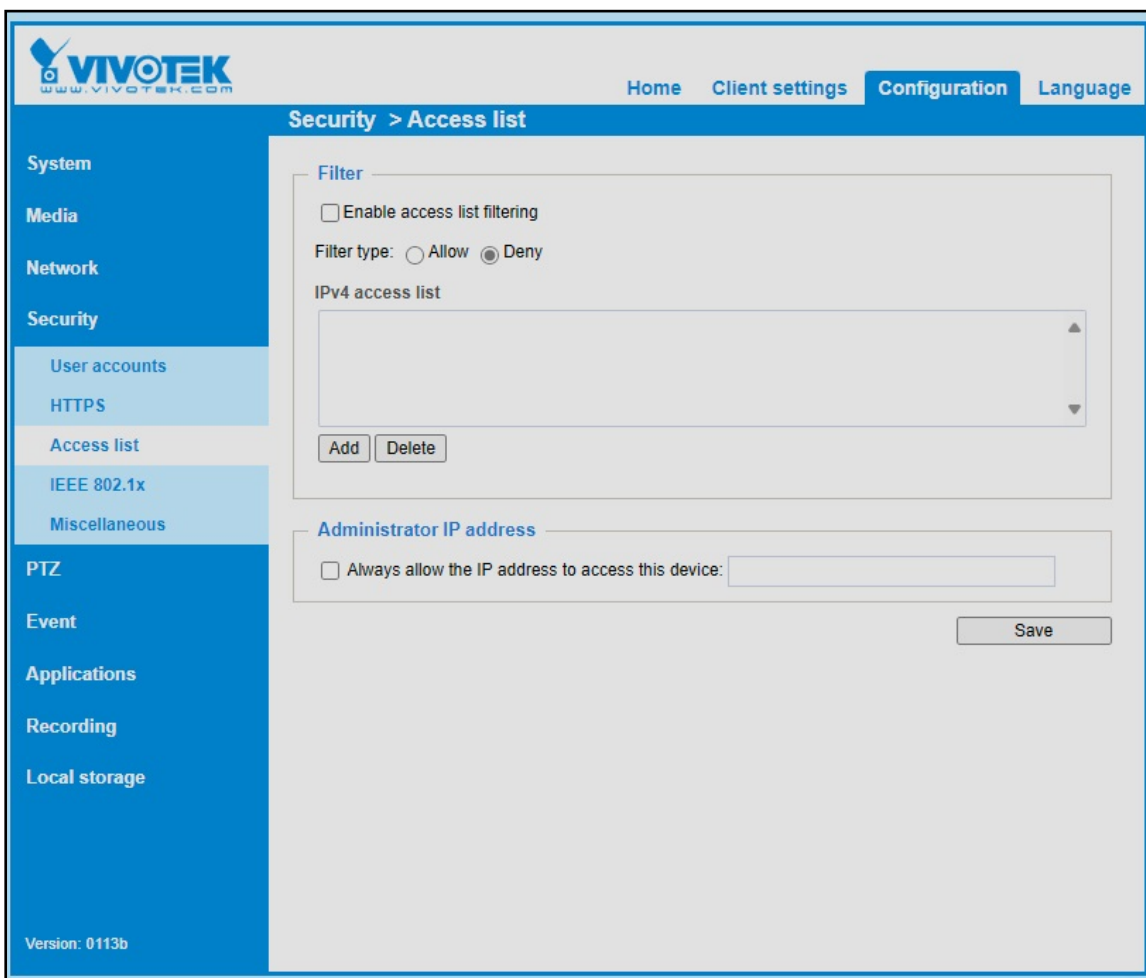 VIVOTEK
www.vivotek.com
Home Client settings Configuration Language
Security > Access list
System
Media
Network
Security
User accounts
HTTPS
Access list
IEEE 802.1x
Miscellaneous
PTZ
Event
Applications
Recording
Local storage
Version: 0113b
Filter
Enable access list filtering
Filter type: Allow Deny
IPv4 access list
Add Delete
Administrator IP address
Always allow the IP address to access this device:
Save